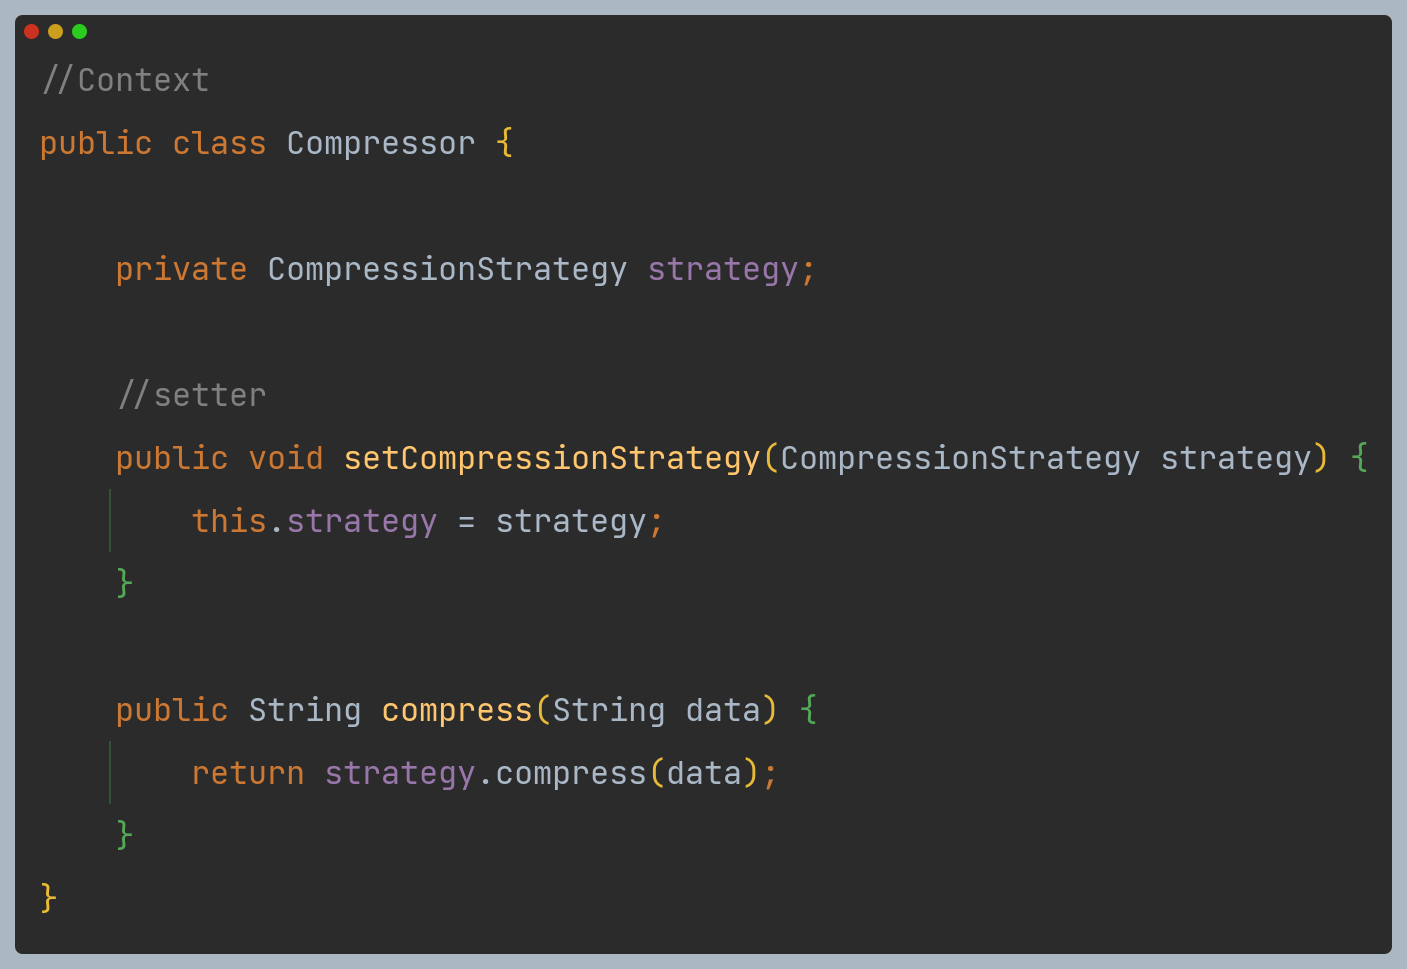 //Context
public class Compressor {
private CompressionStrategy strategy;
//setter
public void setCompressionStrategy(CompressionStrategy strategy) {
this.strategy = strategy;
}
public String compress(String data) {
return strategy.compress(data);
}
}